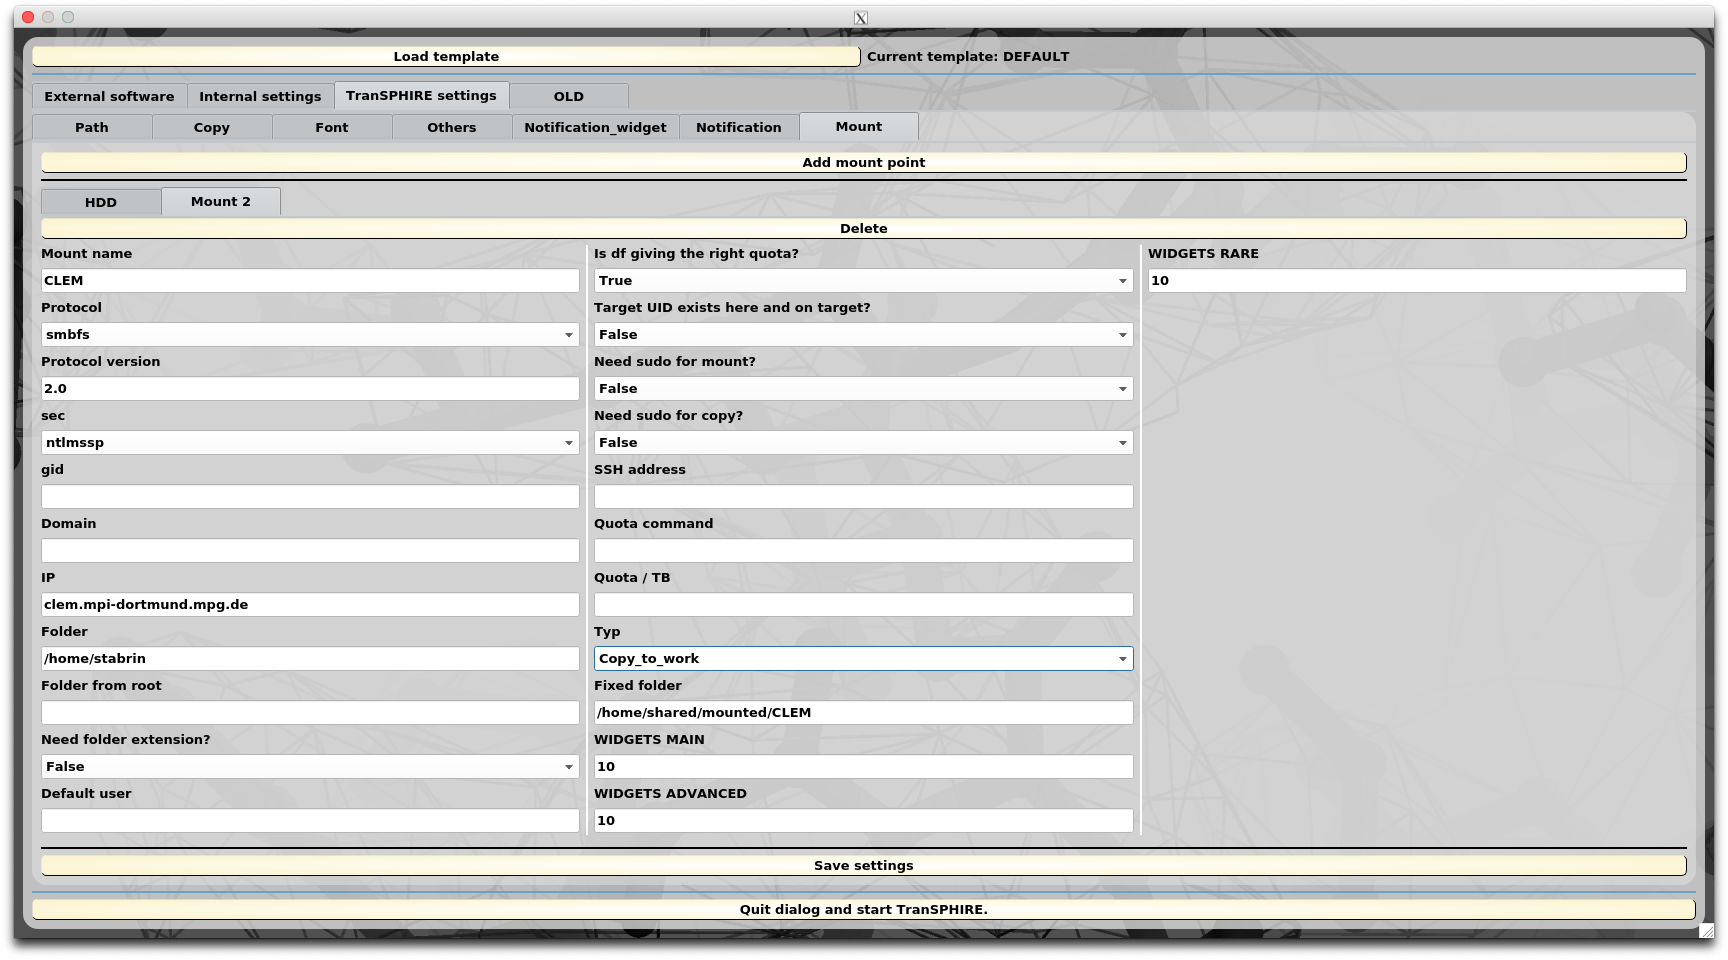 X
Load template
Current template: DEFAULT
External software
Internal settings
TranSPHIRE settings
OLD
Path
Copy
Font
Others
Notification_widget
Notification
Mount
Add mount point
HDD
Mount 2
Delete
Mount name
CLEM
Protocol
smbfs
Protocol version
2.0
sec
ntlmssp
gid
Domain
IP
clem.mpi-dortmund.mpg.de
Folder
/home/stabrin
Folder from root
Need folder extension?
False
Default user
Is df giving the right quota?
True
Target UID exists here and on target?
False
Need sudo for mount?
False
Need sudo for copy?
False
SSH address
Quota command
Quota / TB
Typ
Copy_to_work
Fixed folder
/home/shared/mounted/CLEM
WIDGETS MAIN
10
WIDGETS ADVANCED
10
WIDGETS RARE
10
Save settings
Quit dialog and start TranSPHIRE.